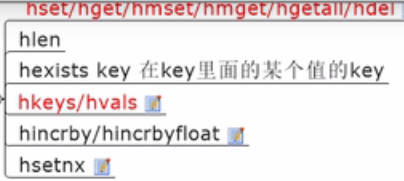 hset/hget/hmset/hmget/hgetall/hdel
hlen
hexists key 在key里面的某个值的key
hkeys/hvals
hincrby/hincrbyfloat
hsetnx